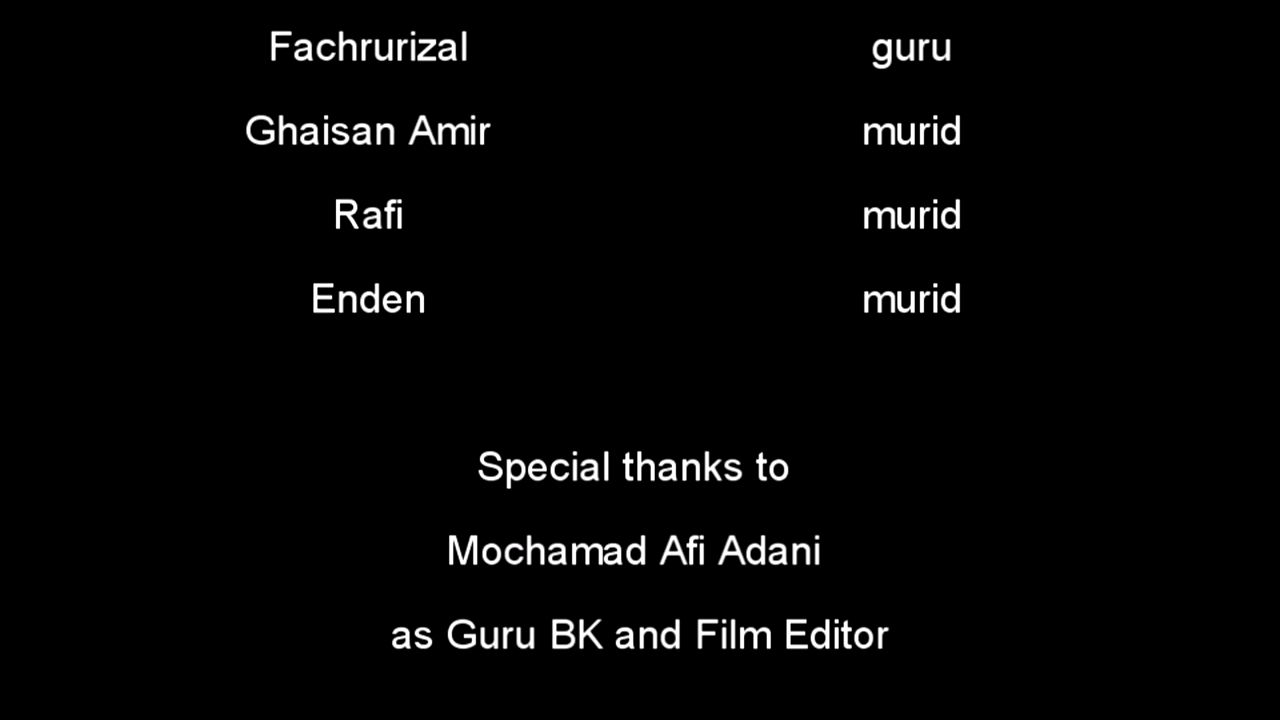 Fachrurizal guru
Ghaisan Amir murid
Rafi murid
Enden murid
Special thanks to
Mochamad Afi Adani
as Guru BK and Film Editor